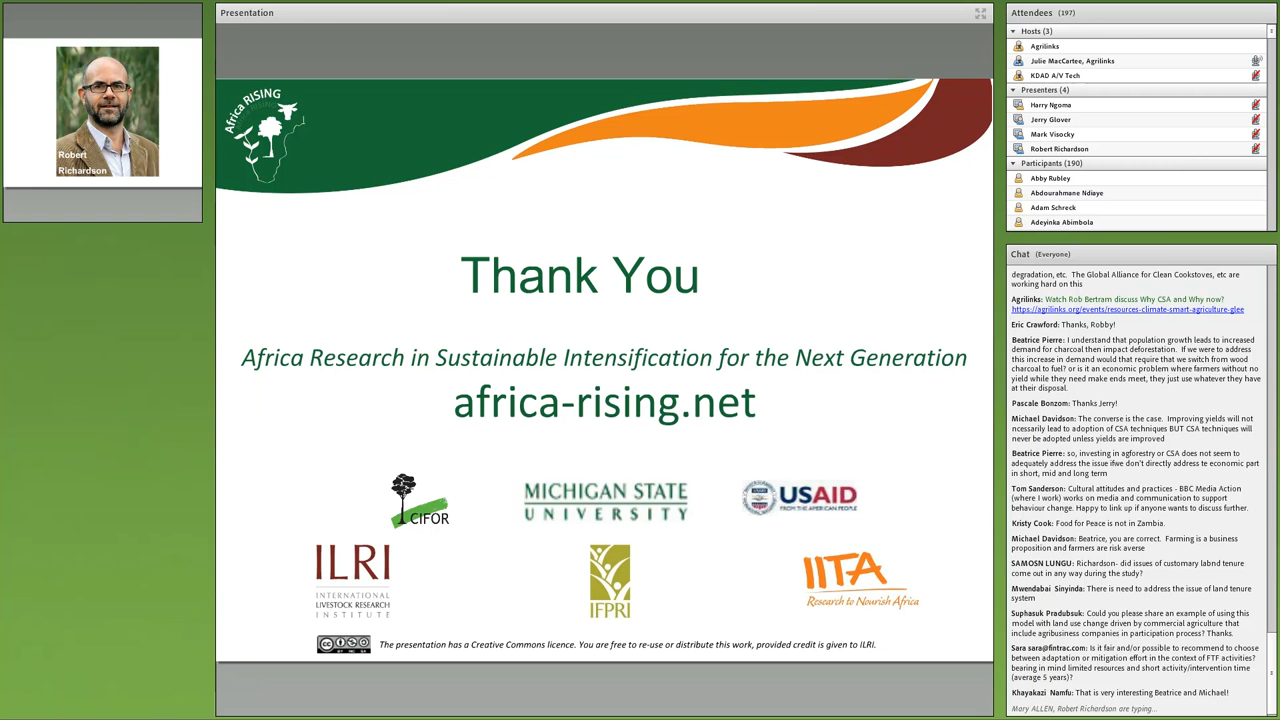 Robert
Richardson
Presentation
Africa RISING
Thank You
Africa Research in Sustainable Intensification for the Next Generation
africa-rising.net
CIFOR
MICHIGAN STATE
UNIVERSITY
USAID
FROM THE AMERICAN PEOPLE
ILRI
INTERNATIONAL
LIVESTOCK RESEARCH
INSTITUTE
IFPRI
IITA
Research to Nourish Africa
The presentation has a Creative Commons licence. You are free to re-use or distribute this work, provided credit is given to ILRI.
Attendees (197)
Hosts (3)
Agrilinks
Julie MacCartee, Agrilinks
KDAD A/V Tech
Presenters (4)
Harry Ngoma
Jerry Glover
Mark Visocky
Robert Richardson
Participants (190)
Abby Rubley
Abdourahmane Ndiaye
Adam Schreck
Adeyinka Abimbola
Chat (Everyone)
degradation, etc. The Global Alliance for Clean Cookstoves, etc are
working hard on this
Agrilinks: Watch Rob Bertram discuss Why CSA and Why now?
https://agrilinks.org/events/resources-climate-smart-agriculture-glee
Eric Crawford: Thanks, Robby!
Beatrice Pierre: I understand that population growth leads to increased
demand for charcoal then impact deforestation. If we were to address
this increase in demand would that require that we switch from wood
charcoal to fuel? or is it an economic problem where farmers without no
yield while they need make ends meet, they just use whatever they have
at their disposal.
Pascale Bonzom: Thanks Jerry!
Michael Davidson: The converse is the case. Improving yields will not
ncessarily lead to adoption of CSA techniques BUT CSA techniques will
never be adopted unless yields are improved
Beatrice Pierre: so, investing in agforestry or CSA does not seem to
adequately address the issue ifwe don't directly address te economic part
in short, mid and long term
Tom Sanderson: Cultural attitudes and practices - BBC Media Action
(where I work) works on media and communication to support
behaviour change. Happy to link up if anyone wants to discuss further.
Kristy Cook: Food for Peace is not in Zambia.
Michael Davidson: Beatrice, you are correct. Farming is a business
proposition and farmers are risk averse
SAMOSN LUNGU: Richardson- did issues of customary labnd tenure
come out in any way during the study?
Mwendabai Sinyinda: There is need to address the issue of land tenure
system
Suphasuk Pradubsuk: Could you please share an example of using this
model with land use change driven by commercial agriculture that
include agribusiness companies in participation process? Thanks.
Sara sara@fintrac.com: Is it fair and/or possible to recommend to choose
between adaptation or mitigation effort in the context of FTF activities?
bearing in mind limited resources and short activity/intervention time
(average 5 years)?
Khayakazi Namfu: That is very interesting Beatrice and Michael!
Mary ALLEN, Robert Richardson are typing...